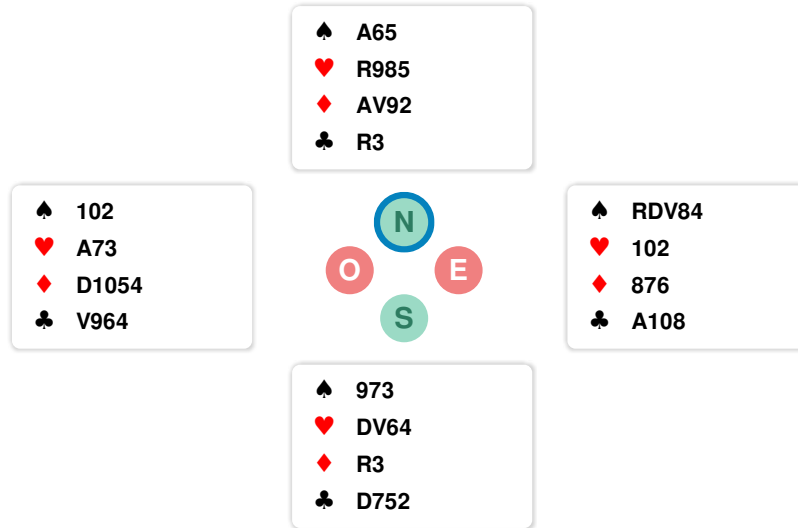 ♠ A65
♥ R985
♦ AV92
♣ R3
♠ 102
♥ A73
♦ D1054
♣ V964
N
O E
S
♠ RDV84
♥ 102
♦ 876
♣ A108
♠ 973
♥ DV64
♦ R3
♣ D752